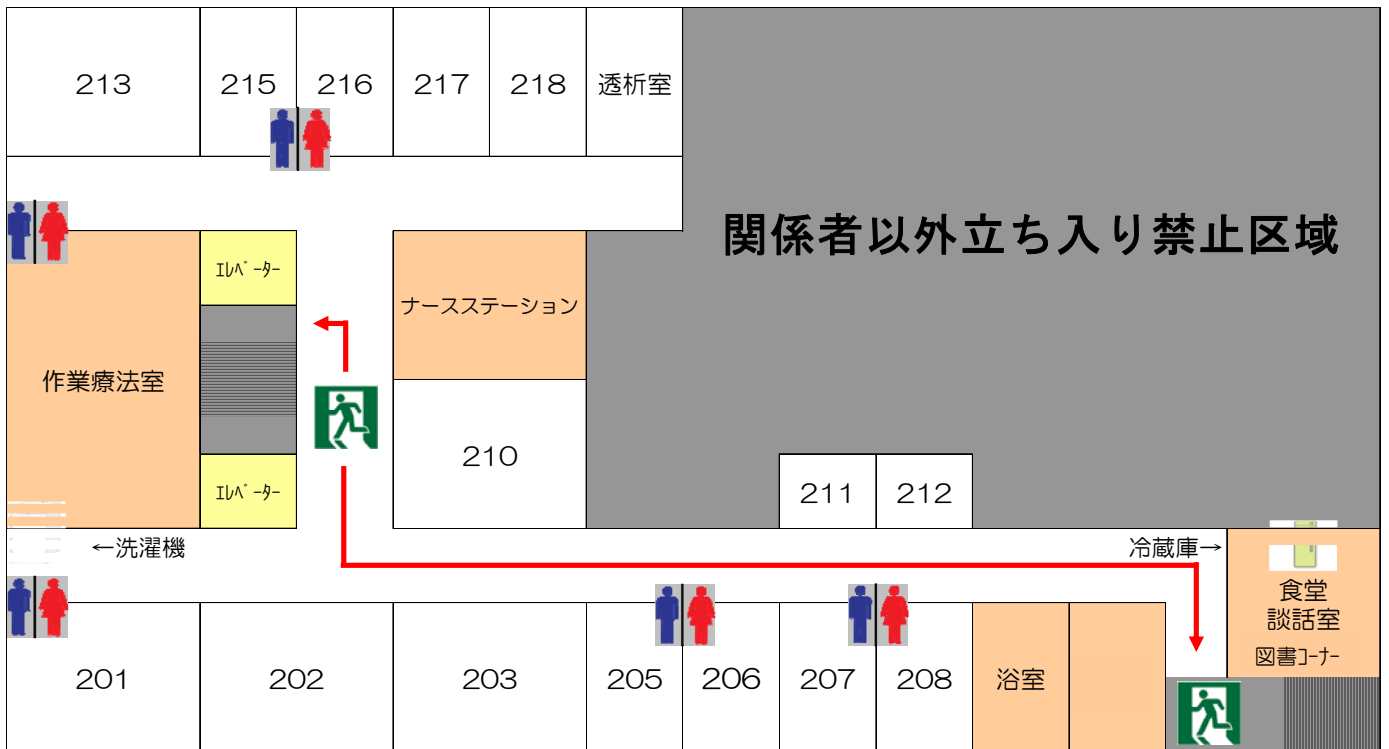 213
215
216
217
218
透析室
関係者以外立ち入り禁止区域
ｴﾚﾍﾞｰﾀｰ
ナースステーション
作業療法室
210
ｴﾚﾍﾞｰﾀｰ
211
212
←洗濯機
冷蔵庫→
食堂
談話室
図書ｺｰﾅｰ
201
202
203
205
206
207
208
浴室